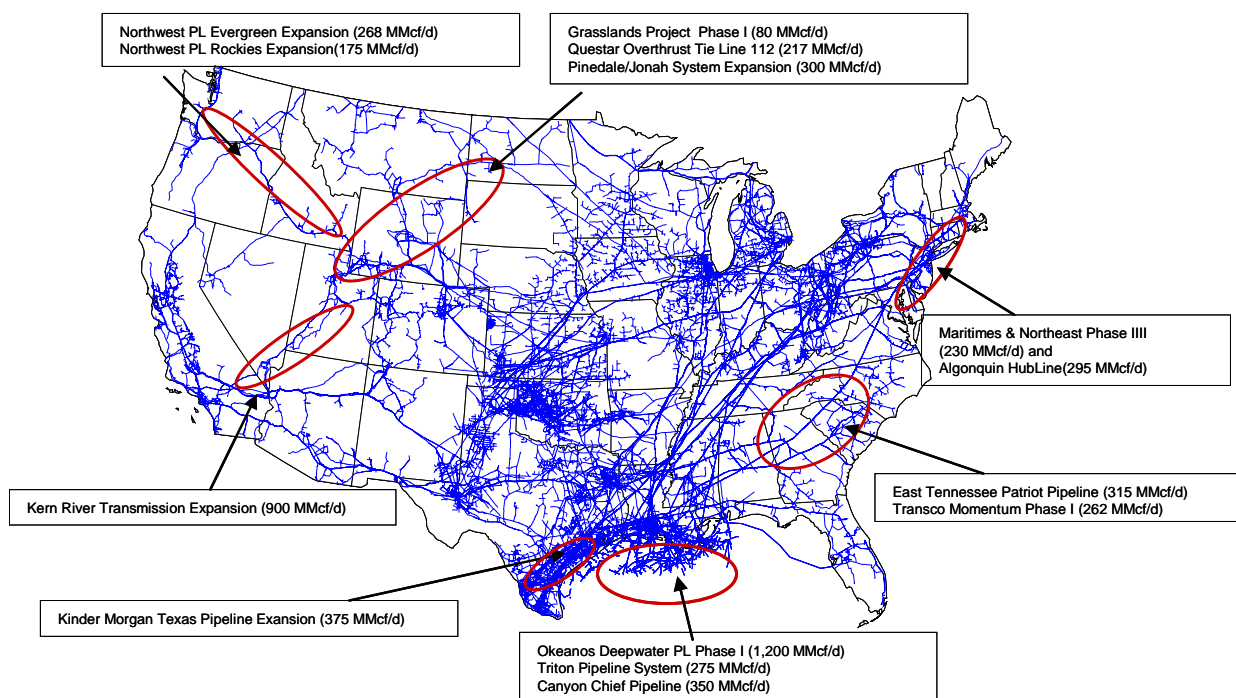 Northwest PL Evergreen Expansion (268 MMcf/d)
Northwest PL Rockies Expansion(175 MMcf/d)
Grasslands Project  Phase I (80 MMcf/d)
Questar Overthrust Tie Line 112 (217 MMcf/d)
Pinedale/Jonah System Expansion (300 MMcf/d)
Maritimes & Northeast Phase IIII
(230 MMcf/d) and
Algonquin HubLine(295 MMcf/d)
East Tennessee Patriot Pipeline (315 MMcf/d)
Transco Momentum Phase I (262 MMcf/d)
Kern River Transmission Expansion (900 MMcf/d)
Kinder Morgan Texas Pipeline Exansion (375 MMcf/d)
Okeanos Deepwater PL Phase I (1,200 MMcf/d)
Triton Pipeline System (275 MMcf/d)
Canyon Chief Pipeline (350 MMcf/d)